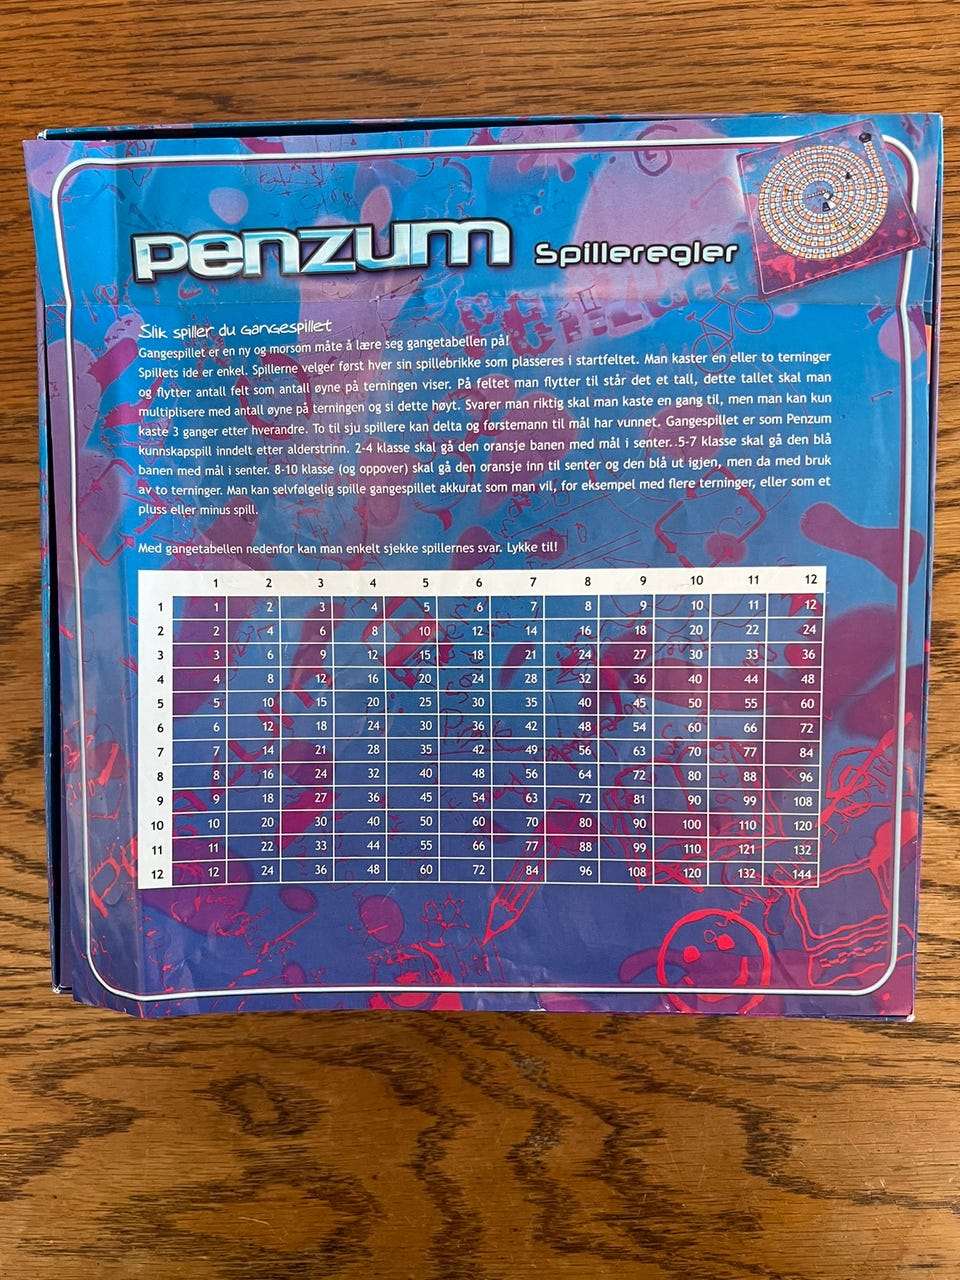 Penzum Spilleregler
Slik spiller du Gangespillet
Gangespillet er en ny og morsom måte å lære seg gangetabellen på!
Spillets ide er enkel. Spillerne velger først hver sin spillebrikke som plasseres i startfeltet. Man kaster en eller to terninger
og flytter antall felt som antall øyne på terningen viser. På feltet man flytter til står det et tall, dette tallet skal man
multiplisere med antall øyne på terningen og si dette høyt. Svarer man riktig skal man kaste en gang til, men man kan kun
kaste 3 ganger etter hverandre. To til sju spillere kan delta og førstemann til mål har vunnet. Gangespillet er som Penzum
kunnskapspill inndelt etter alderstrinn. 2-4 klasse skal gå den oransje banen med mål i senter. 5-7 klasse skal gå den blå
banen med mål i senter. 8-10 klasse (og oppover) skal gå den oransje inn til senter og den blå ut igjen, men da med bruk
av to terninger. Man kan selvfølgelig spille gangespillet akkurat som man vil, for eksempel med flere terninger, eller som et
pluss eller minus spill.
Med gangetabellen nedenfor kan man enkelt sjekke spillernes svar. Lykke til!
1 2 3 4 5 6 7 8 9 10 11 12
1 1 2 3 4 5 6 7 8 9 10 11 12
2 2 4 6 8 10 12 14 16 18 20 22 24
3 3 6 9 12 15 18 21 24 27 30 33 36
4 4 8 12 16 20 24 28 32 36 40 44 48
5 5 10 15 20 25 30 35 40 45 50 55 60
6 6 12 18 24 30 36 42 48 54 60 66 72
7 7 14 21 28 35 42 49 56 63 70 77 84
8 8 16 24 32 40 48 56 64 72 80 88 96
9 9 18 27 36 45 54 63 72 81 90 99 108
10 10 20 30 40 50 60 70 80 90 100 110 120
11 11 22 33 44 55 66 77 88 99 110 121 132
12 12 24 36 48 60 72 84 96 108 120 132 144